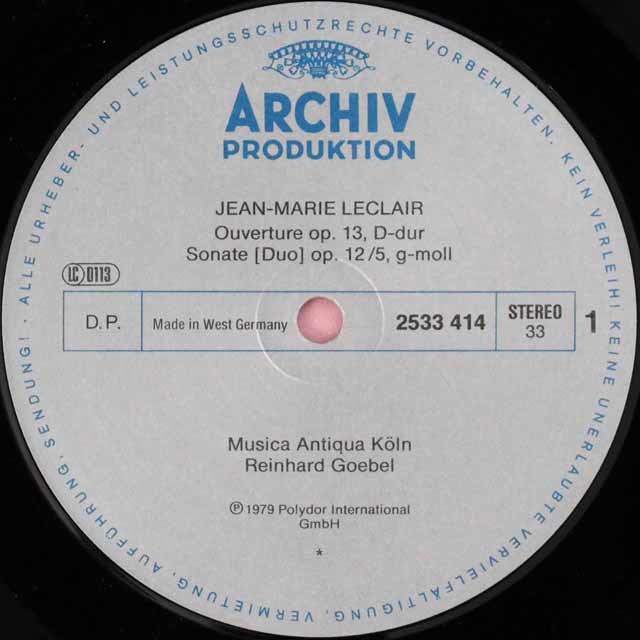 ALLE URHEBER- UND LEISTUNGSSCHUTZRECHTE VORBEHALTEN. KEIN VERLEIH! KEINE UNERLAUBTE VERVIELFÄLTIGUNG, VERMIETUNG, AUFFÜHRUNG, SENDUNG! ·
ARCHIV
PRODUKTION
JEAN-MARIE LECLAIR
Ouverture op. 13, D-dur
Sonate [Duo] op. 12/5, g-moll
LC 0113
D. P. Made in West Germany 2533 414 STEREO 33 1
Musica Antiqua Köln
Reinhard Goebel
℗ 1979 Polydor International
GmbH
*